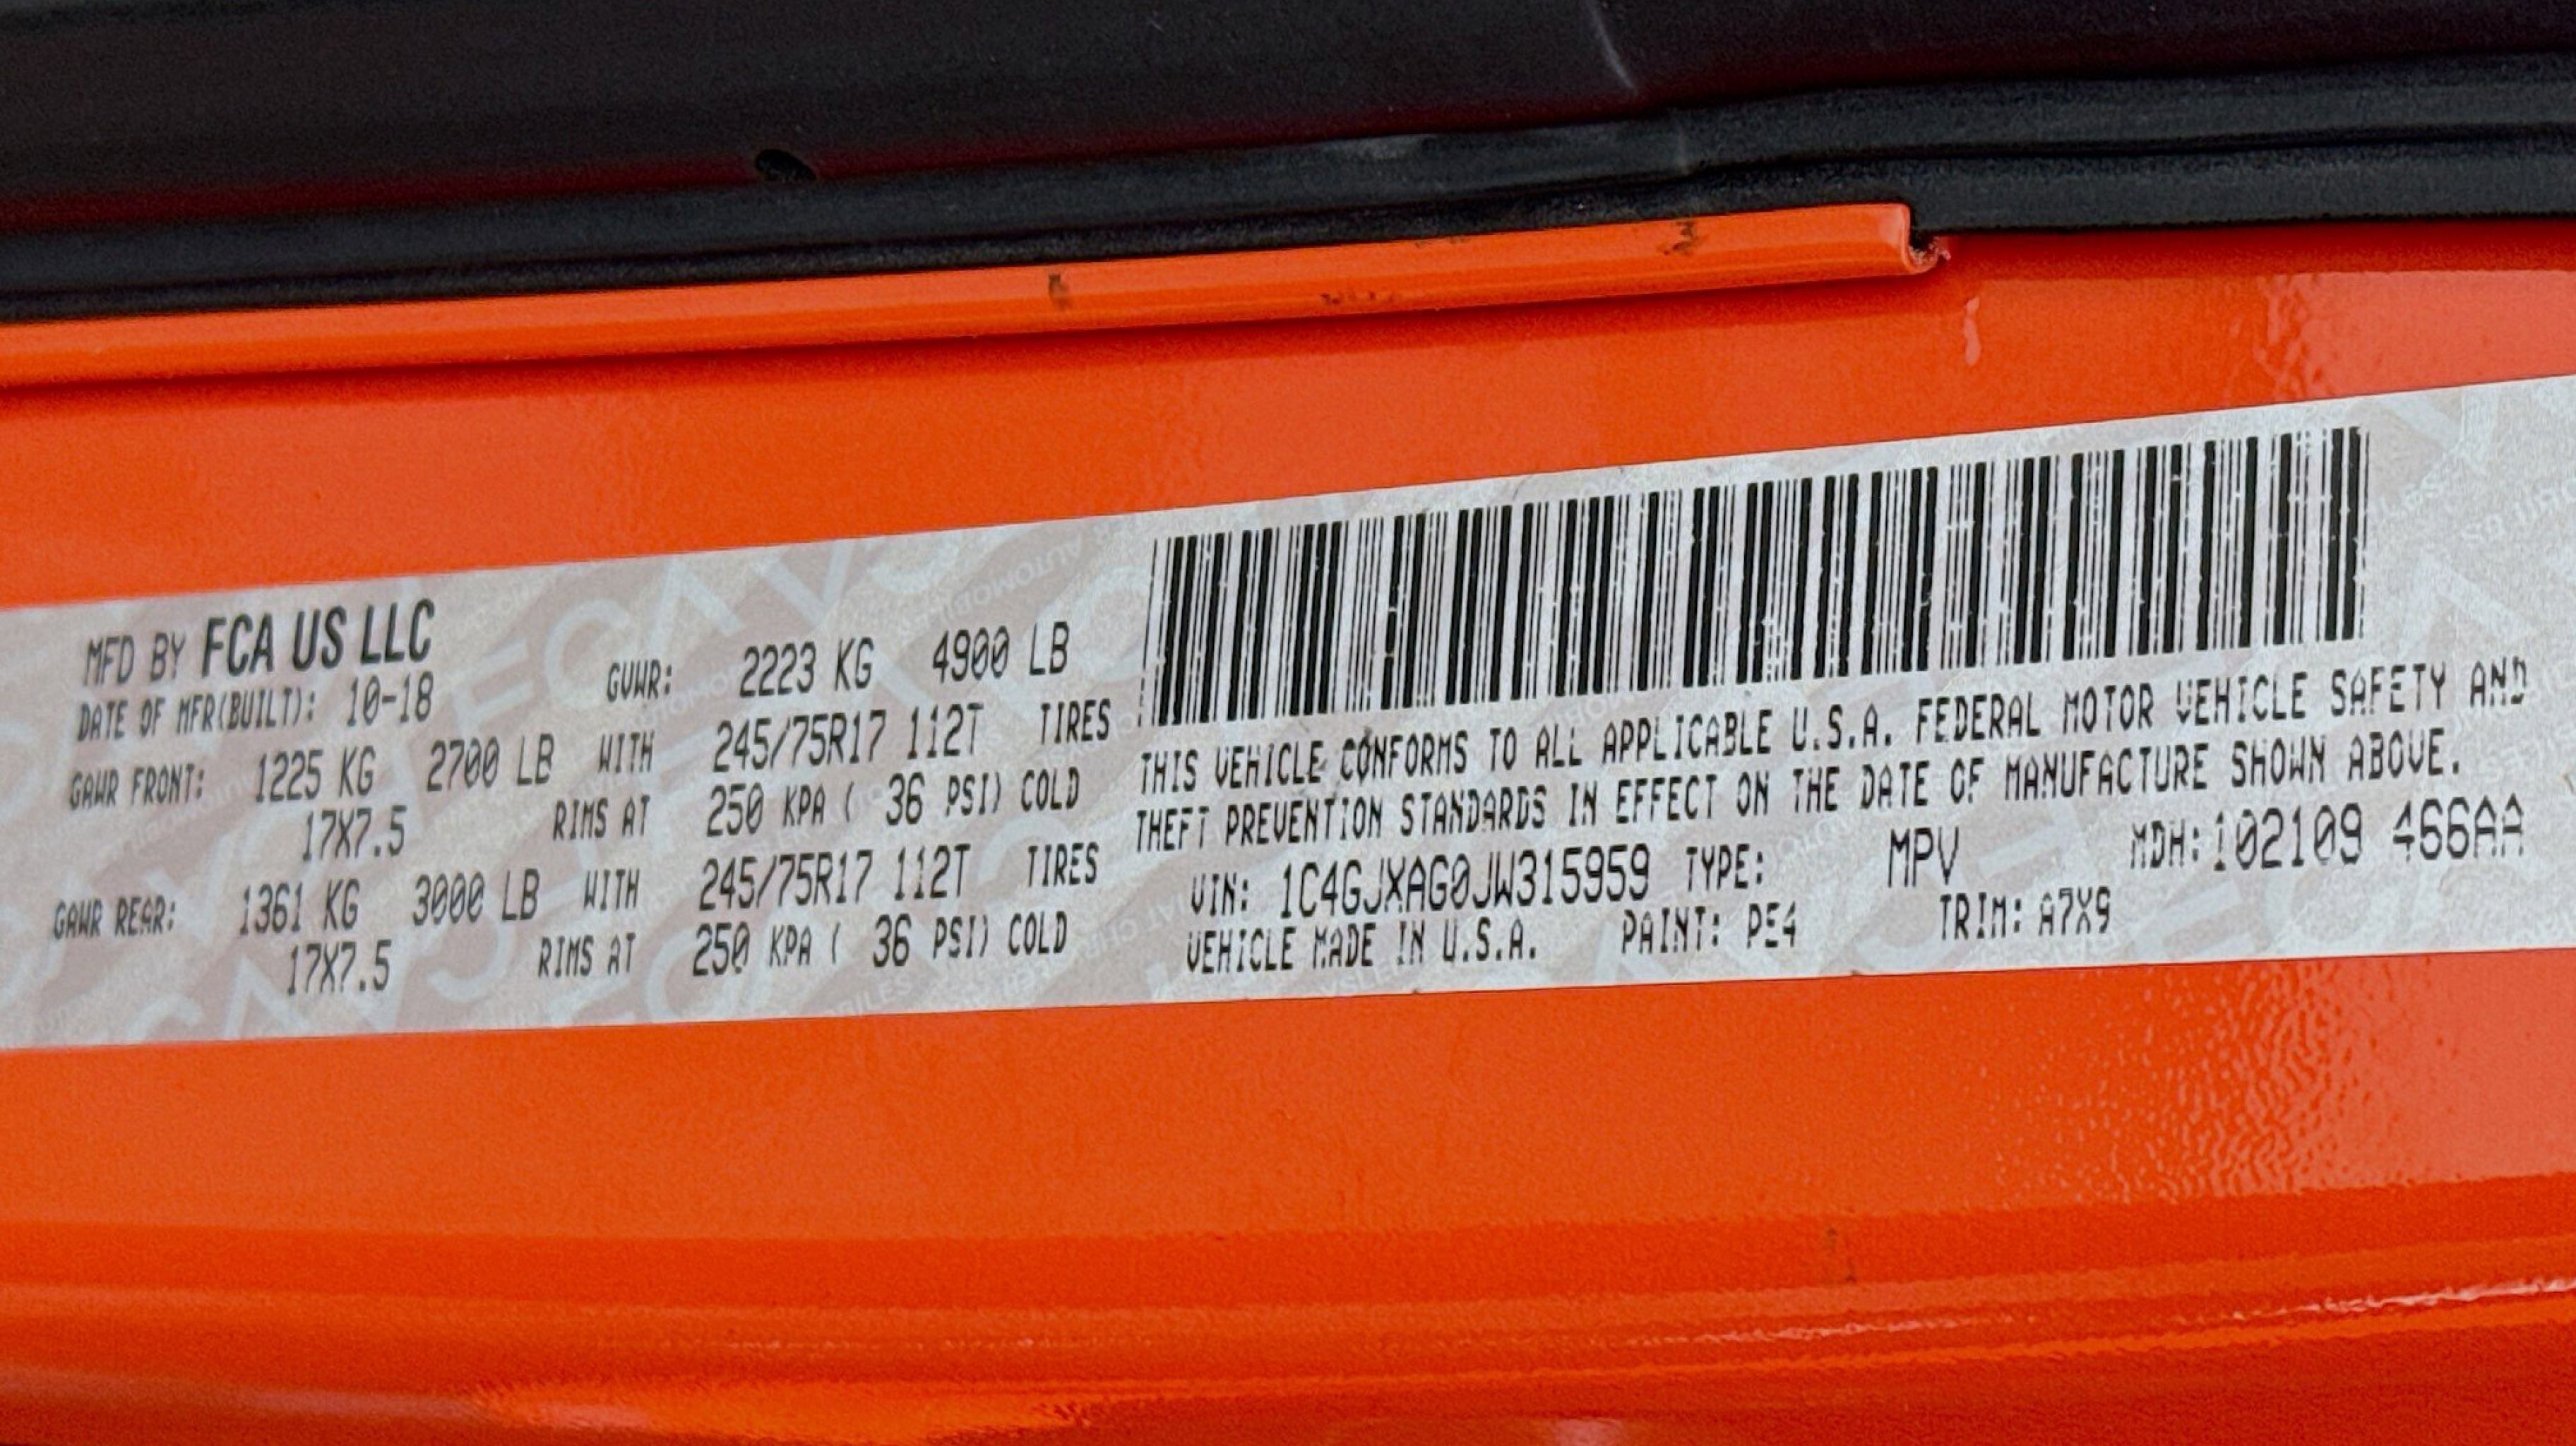 MFD BY FCA US LLC
DATE OF MFR(BUILT): 10-18 GVWR: 2223 KG 4900 LB
GAWR FRONT: 1225 KG 2700 LB WITH 245/75R17 112T TIRES
17X7.5 RIMS AT 250 KPA ( 36 PSI) COLD
GAWR REAR: 1361 KG 3000 LB WITH 245/75R17 112T TIRES
17X7.5 RIMS AT 250 KPA ( 36 PSI) COLD
THIS VEHICLE CONFORMS TO ALL APPLICABLE U.S.A. FEDERAL MOTOR VEHICLE SAFETY AND
THEFT PREVENTION STANDARDS IN EFFECT ON THE DATE OF MANUFACTURE SHOWN ABOVE.
VIN: 1C4GJXAG0JW315959 TYPE: MPV MDH:102109 466AA
VEHICLE MADE IN U.S.A. PAINT: PE4 TRIM: A7X9